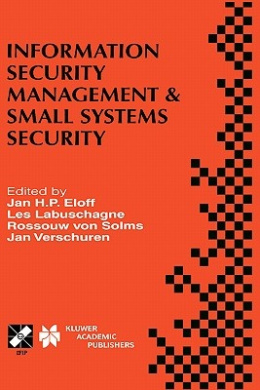 INFORMATION
SECURITY
MANAGEMENT &
SMALL SYSTEMS
SECURITY
Edited by
Jan H.P. Eloff
Les Labuschagne
Rossouw von Solms
Jan Verschuren
IFIP
KLUWER
ACADEMIC
PUBLISHERS